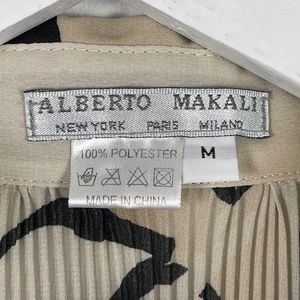 ALBERTO MAKALI
NEW YORK PARIS MILANO
100% POLYESTER M
MADE IN CHINA